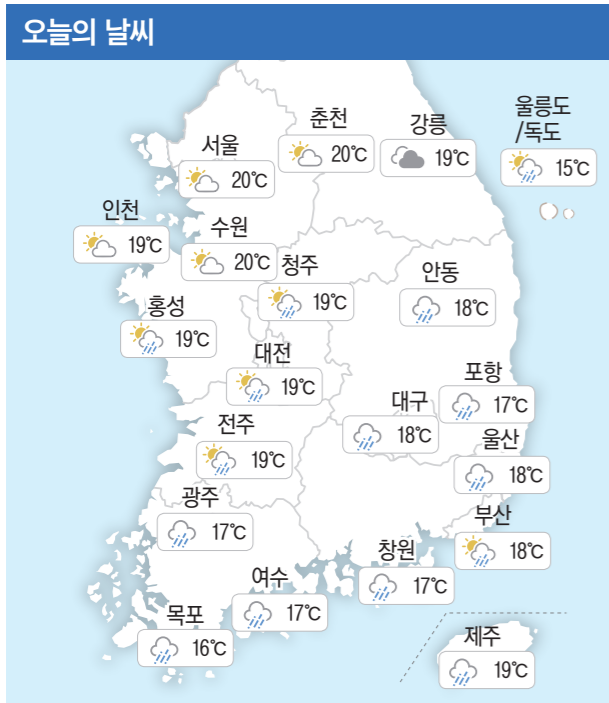 오늘의 날씨
울릉도
/독도
15℃
춘천
20℃
강릉
19℃
서울
20℃
인천
19℃
수원
20℃
청주
19℃
안동
18℃
홍성
19℃
대전
19℃
포항
17℃
대구
18℃
전주
19℃
울산
18℃
광주
17℃
부산
18℃
창원
17℃
여수
17℃
목포
16℃
제주
19℃